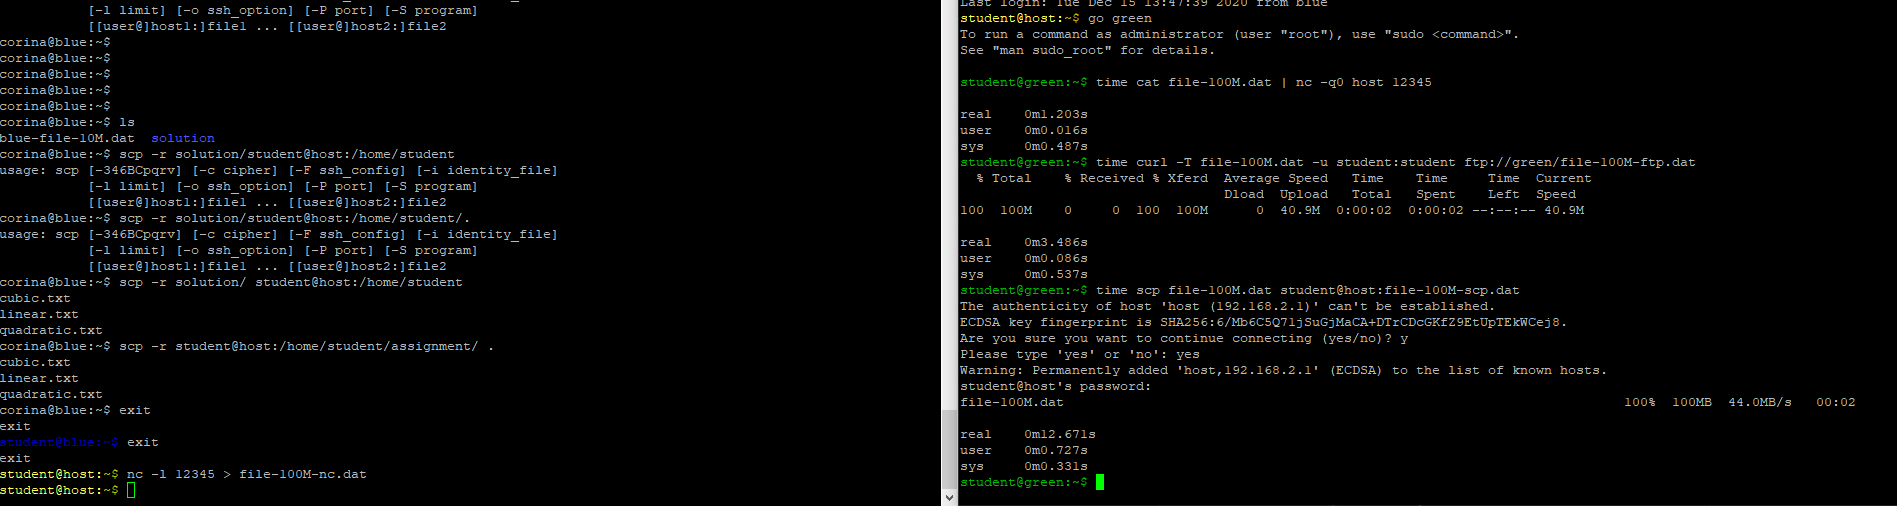 [-l limit] [-o ssh_option] [-P port] [-S program]
[[user@]host1:]file1 ... [[user@]host2:]file2
corina@blue:~$
corina@blue:~$
corina@blue:~$
corina@blue:~$
corina@blue:~$
corina@blue:~$ ls
blue-file-10M.dat  solution
corina@blue:~$ scp -r solution/student@host:/home/student
usage: scp [-346BCpqrv] [-c cipher] [-F ssh_config] [-i identity_file]
[-l limit] [-o ssh_option] [-P port] [-S program]
[[user@]host1:]file1 ... [[user@]host2:]file2
corina@blue:~$ scp -r solution/student@host:/home/student/.
usage: scp [-346BCpqrv] [-c cipher] [-F ssh_config] [-i identity_file]
[-l limit] [-o ssh_option] [-P port] [-S program]
[[user@]host1:]file1 ... [[user@]host2:]file2
corina@blue:~$ scp -r solution/ student@host:/home/student
cubic.txt
linear.txt
quadratic.txt
corina@blue:~$ scp -r student@host:/home/student/assignment/ .
cubic.txt
linear.txt
quadratic.txt
corina@blue:~$ exit
exit
student@blue:~$ exit
exit
student@host:~$ nc -l 12345 > file-100M-nc.dat
student@host:~$
Last login: Tue Dec 15 13:47:39 2020 from blue
student@host:~$ go green
To run a command as administrator (user "root"), use "sudo <command>".
See "man sudo_root" for details.
student@green:~$ time cat file-100M.dat | nc -q0 host 12345
real    0m1.203s
user    0m0.016s
sys     0m0.487s
student@green:~$ time curl -T file-100M.dat -u student:student ftp://green/file-100M-ftp.dat
% Total    % Received % Xferd  Average Speed   Time    Time     Time  Current
Dload  Upload   Total   Spent    Left  Speed
100  100M    0     0  100  100M      0  40.9M  0:00:02  0:00:02 --:--:-- 40.9M
real    0m3.486s
user    0m0.086s
sys     0m0.537s
student@green:~$ time scp file-100M.dat student@host:file-100M-scp.dat
The authenticity of host 'host (192.168.2.1)' can't be established.
ECDSA key fingerprint is SHA256:6/Mb6C5Q71jSuGjMaCA+DTrCDcGKfZ9EtUpTEkWCej8.
Are you sure you want to continue connecting (yes/no)? y
Please type 'yes' or 'no': yes
Warning: Permanently added 'host,192.168.2.1' (ECDSA) to the list of known hosts.
student@host's password:
file-100M.dat    100%  100MB  44.0MB/s   00:02
real    0m12.671s
user    0m0.727s
sys     0m0.331s
student@green:~$